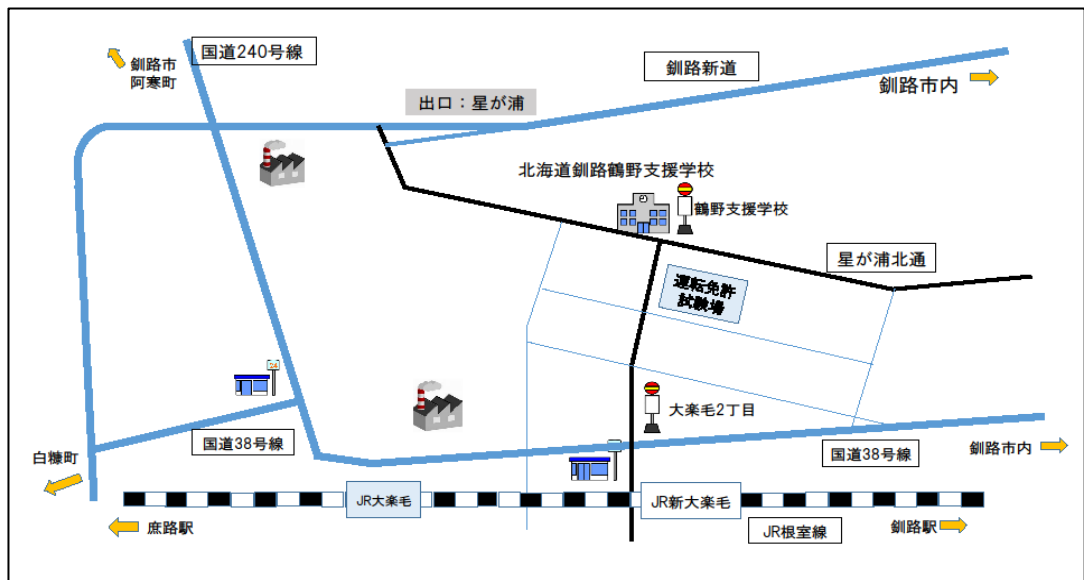 国道240号線
釧路市
阿寒町
釧路新道
釧路市内
出口：星が浦
北海道釧路鶴野支援学校
鶴野支援学校
星が浦北通
運転免許
試験場
24
大楽毛2丁目
国道38号線
国道38号線
釧路市内
白糠町
JR大楽毛
JR新大楽毛
庶路駅
JR根室線
釧路駅